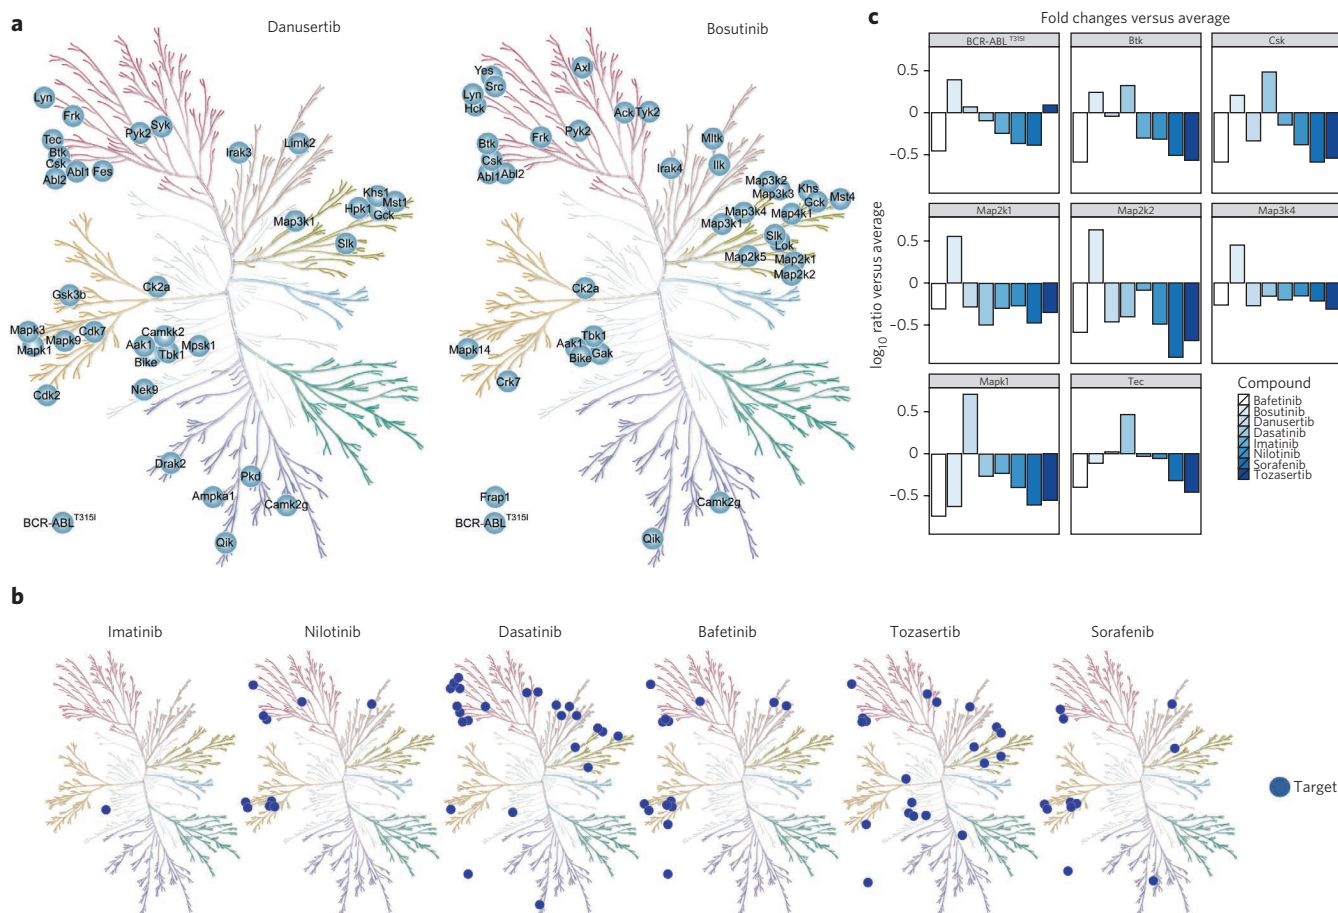 a
Danusertib
Lyn
Frk
Tec
Btk
Csk
Abl2
Abl1
Fes
Pyk2
Syk
Irak3
Limk2
Khs1
Mst1
Hpk1
Gck
Map3k1
Slk
Ck2a
Gsk3b
Mapk3
Mapk1
Mapk9
Cdk7
Camkk2
Aak1
Tbk1
Mpsk1
Bike
Cdk2
Nek9
Drak2
Pkd
Ampka1
Camk2g
Qik
BCR-ABL T315I
Bosutinib
Yes
Src
Lyn
Hck
Axl
Ack
Tyk2
Btk
Csk
Abl1
Abl2
Frk
Pyk2
Mltk
Ilk
Irak4
Map3k2
Map3k3
Khs
Gck
Mst4
Map3k4
Map4k1
Map3k1
Slk
Lok
Map2k5
Map2k1
Map2k2
Ck2a
Tbk1
Aak1
Gak
Bike
Mapk14
Crk7
Frap1
BCR-ABL T315I
Camk2g
Qik
c
Fold changes versus average
BCR-ABL T315I
Btk
Csk
0.5
0
−0.5
Map2k1
Map2k2
Map3k4
0.5
0
−0.5
log10 ratio versus average
Mapk1
Tec
0.5
0
−0.5
Compound
Bafetinib
Bosutinib
Danusertib
Dasatinib
Imatinib
Nilotinib
Sorafenib
Tozasertib
b
Imatinib
Nilotinib
Dasatinib
Bafetinib
Tozasertib
Sorafenib
Target